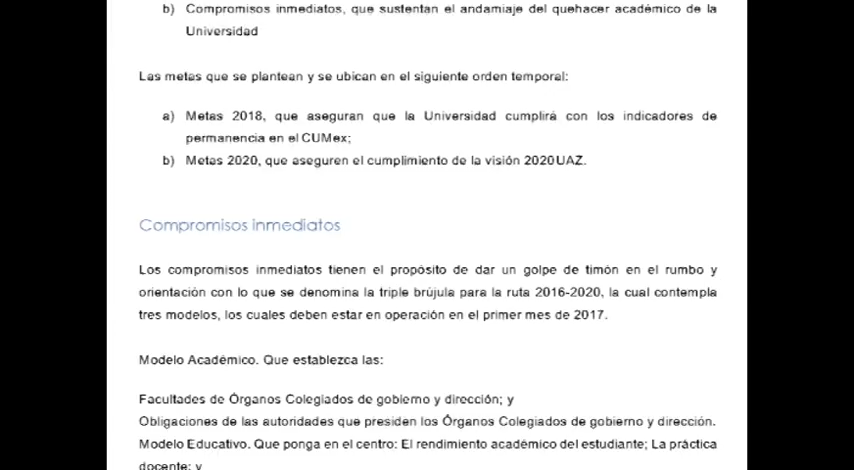 b) Compromisos inmediatos, que sustentan el andamiaje del quehacer académico de la
Universidad
Las metas que se plantean y se ubican en el siguiente orden temporal:
a) Metas 2018, que aseguran que la Universidad cumplirá con los indicadores de
permanencia en el CUMex;
b) Metas 2020, que aseguren el cumplimiento de la visión 2020UAZ.
Compromisos inmediatos
Los compromisos inmediatos tienen el propósito de dar un golpe de timón en el rumbo y
orientación con lo que se denomina la triple brújula para la ruta 2016-2020, la cual contempla
tres modelos, los cuales deben estar en operación en el primer mes de 2017.
Modelo Académico. Que establezca las:
Facultades de Órganos Colegiados de gobierno y dirección; y
Obligaciones de las autoridades que presiden los Órganos Colegiados de gobierno y dirección.
Modelo Educativo. Que ponga en el centro: El rendimiento académico del estudiante; La práctica
docente; y